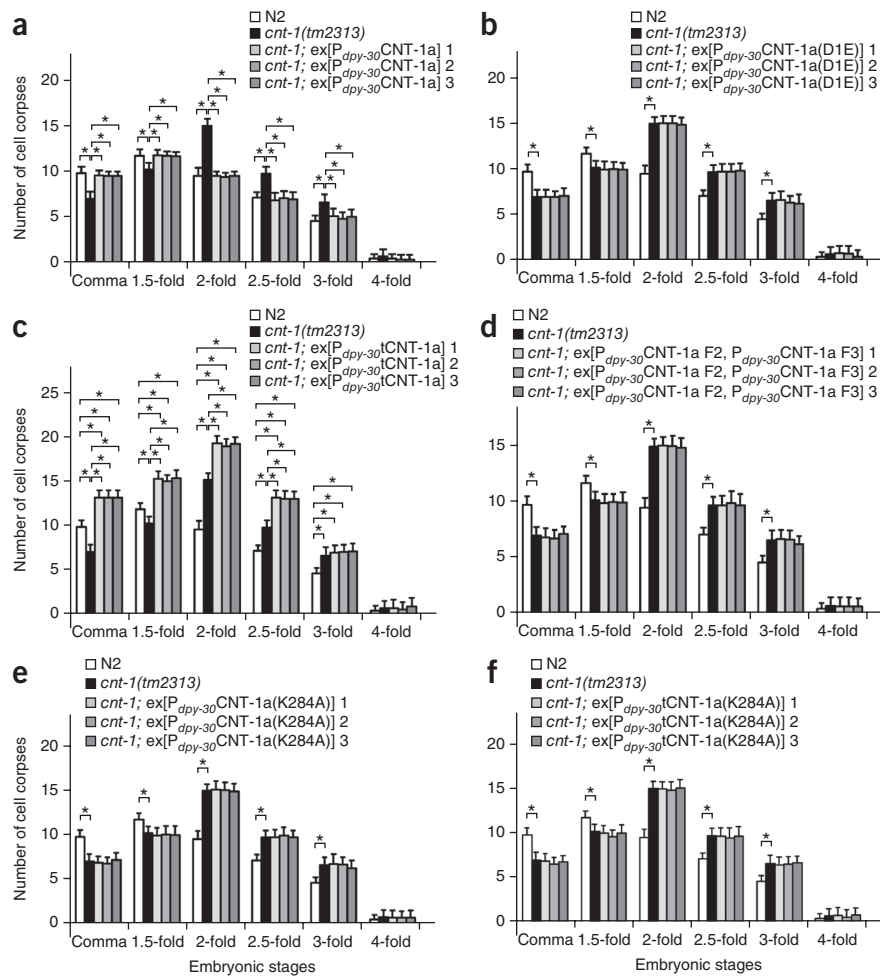 a
N2
cnt-1(tm2313)
cnt-1; ex[Pdpy-30CNT-1a] 1
cnt-1; ex[Pdpy-30CNT-1a] 2
cnt-1; ex[Pdpy-30CNT-1a] 3
Number of cell corpses
20
15
10
5
0
* * * * *
* * * * *
* * * * *
* * * * *
* * * * *
Comma 1.5-fold 2-fold 2.5-fold 3-fold 4-fold
b
N2
cnt-1(tm2313)
cnt-1; ex[Pdpy-30CNT-1a(D1E)] 1
cnt-1; ex[Pdpy-30CNT-1a(D1E)] 2
cnt-1; ex[Pdpy-30CNT-1a(D1E)] 3
20
15
10
5
0
* * * * *
Comma 1.5-fold 2-fold 2.5-fold 3-fold 4-fold
c
N2
cnt-1(tm2313)
cnt-1; ex[Pdpy-30tCNT-1a] 1
cnt-1; ex[Pdpy-30tCNT-1a] 2
cnt-1; ex[Pdpy-30tCNT-1a] 3
Number of cell corpses
25
20
15
10
5
0
* * * * * * *
* * * * * * *
* * * * * * *
* * * * * * *
* * * *
Comma 1.5-fold 2-fold 2.5-fold 3-fold 4-fold
d
N2
cnt-1(tm2313)
cnt-1; ex[Pdpy-30CNT-1a F2, Pdpy-30CNT-1a F3] 1
cnt-1; ex[Pdpy-30CNT-1a F2, Pdpy-30CNT-1a F3] 2
cnt-1; ex[Pdpy-30CNT-1a F2, Pdpy-30CNT-1a F3] 3
15
10
5
0
* * * * *
Comma 1.5-fold 2-fold 2.5-fold 3-fold 4-fold
e
N2
cnt-1(tm2313)
cnt-1; ex[Pdpy-30CNT-1a(K284A)] 1
cnt-1; ex[Pdpy-30CNT-1a(K284A)] 2
cnt-1; ex[Pdpy-30CNT-1a(K284A)] 3
Number of cell corpses
20
15
10
5
0
* * * * *
Comma 1.5-fold 2-fold 2.5-fold 3-fold 4-fold
Embryonic stages
f
N2
cnt-1(tm2313)
cnt-1; ex[Pdpy-30tCNT-1a(K284A)] 1
cnt-1; ex[Pdpy-30tCNT-1a(K284A)] 2
cnt-1; ex[Pdpy-30tCNT-1a(K284A)] 3
20
15
10
5
0
* * * * *
Comma 1.5-fold 2-fold 2.5-fold 3-fold 4-fold
Embryonic stages